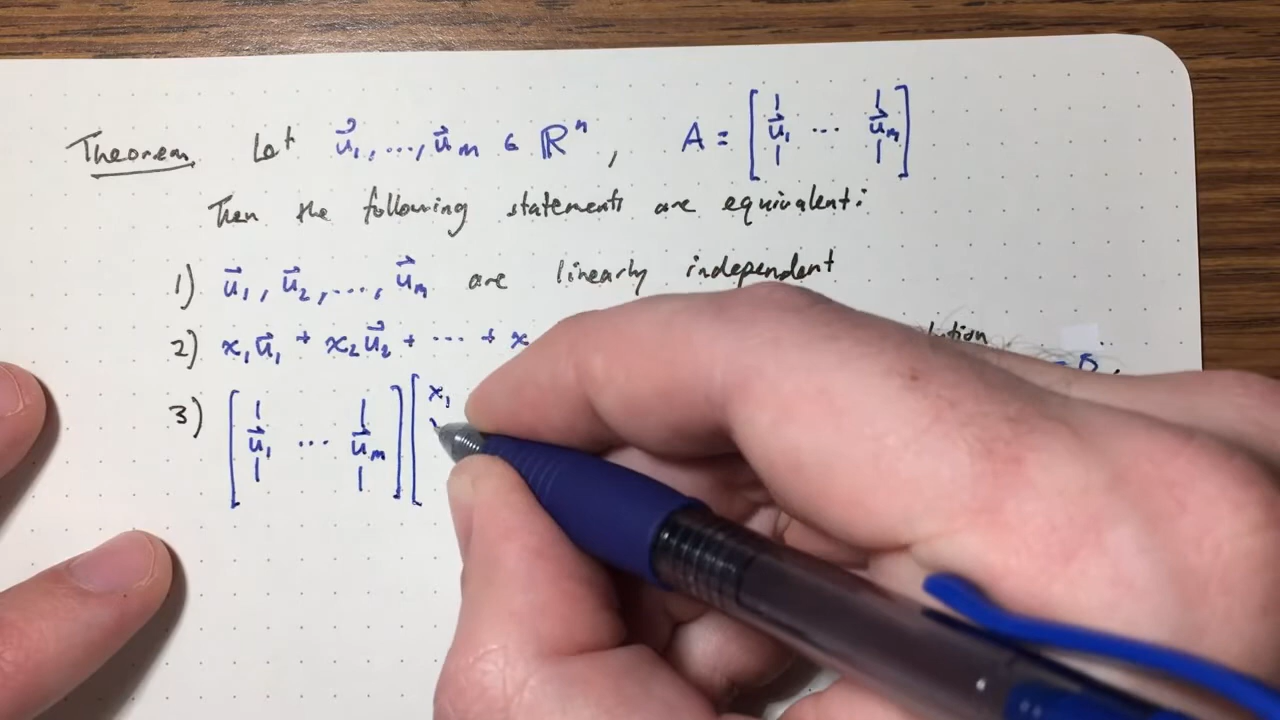 Theorem Let u⃗₁, ..., u⃗ₘ ∈ ℝⁿ, A = [u⃗₁ ... u⃗ₘ]
Then the following statements are equivalent:
1) u⃗₁, u⃗₂, ..., u⃗ₘ are linearly independent
2) x₁u⃗₁ + x₂u⃗₂ + ... + x
3) [u⃗₁ ... u⃗ₘ] [x₁